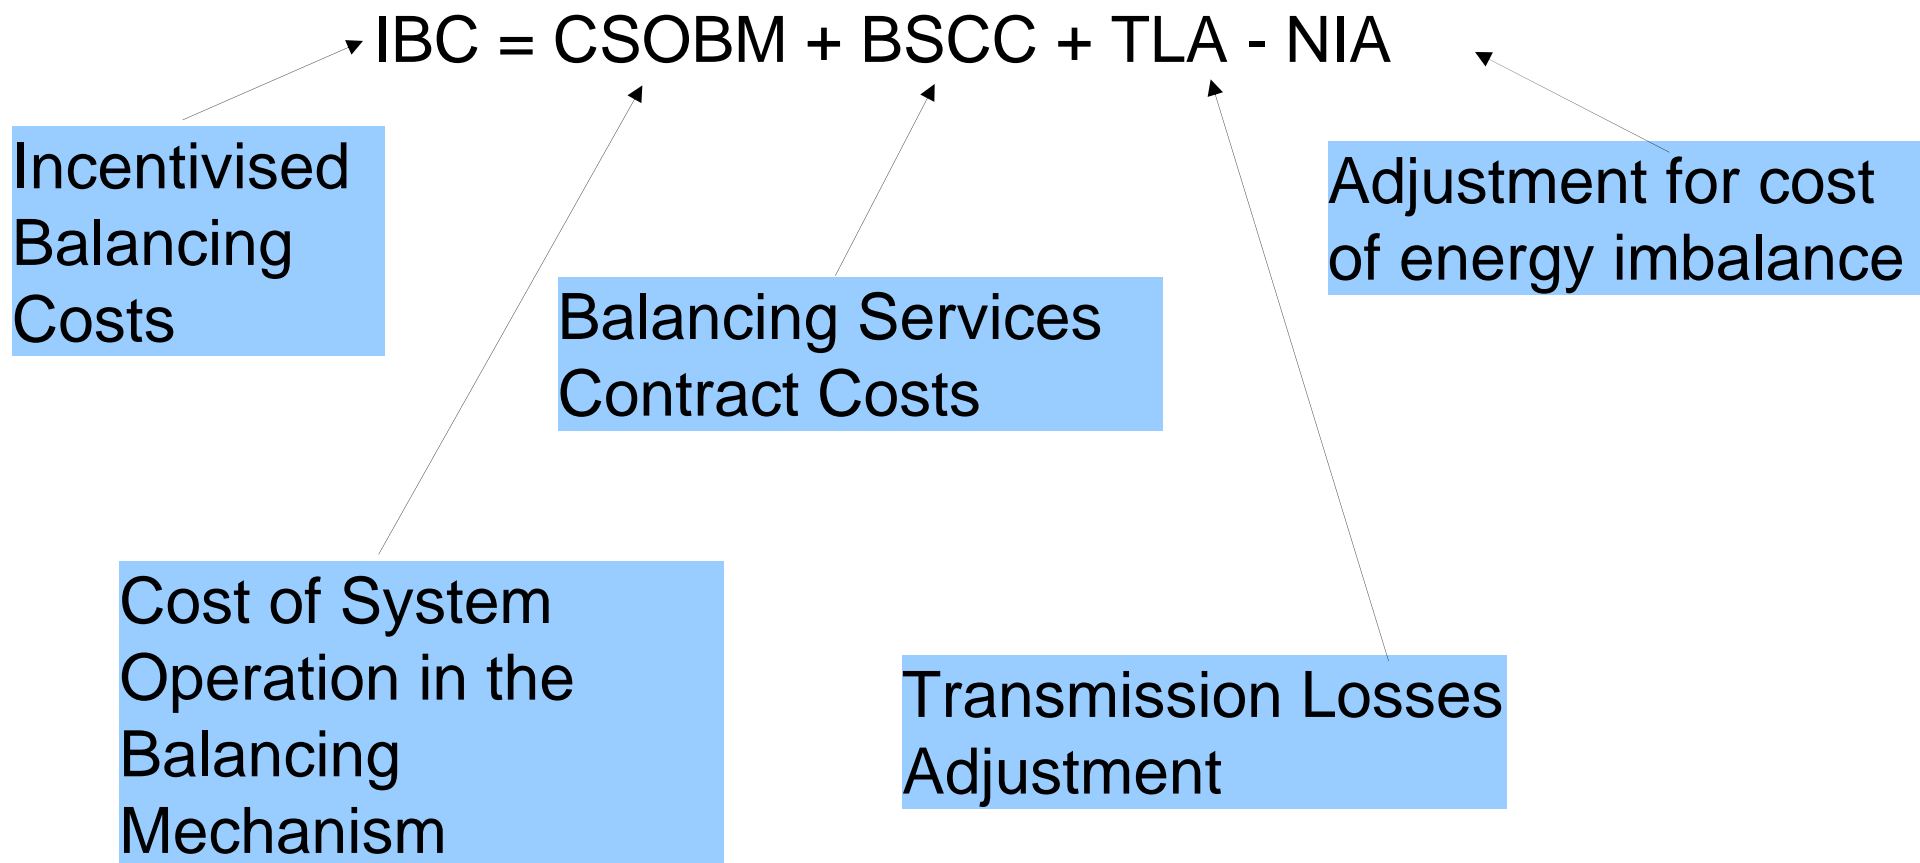 IBC = CSOBM + BSCC + TLA - NIA
Incentivised
Balancing
Costs
Adjustment for cost
of energy imbalance
Balancing Services
Contract Costs
Cost of System
Operation in the
Balancing
Mechanism
Transmission Losses
Adjustment